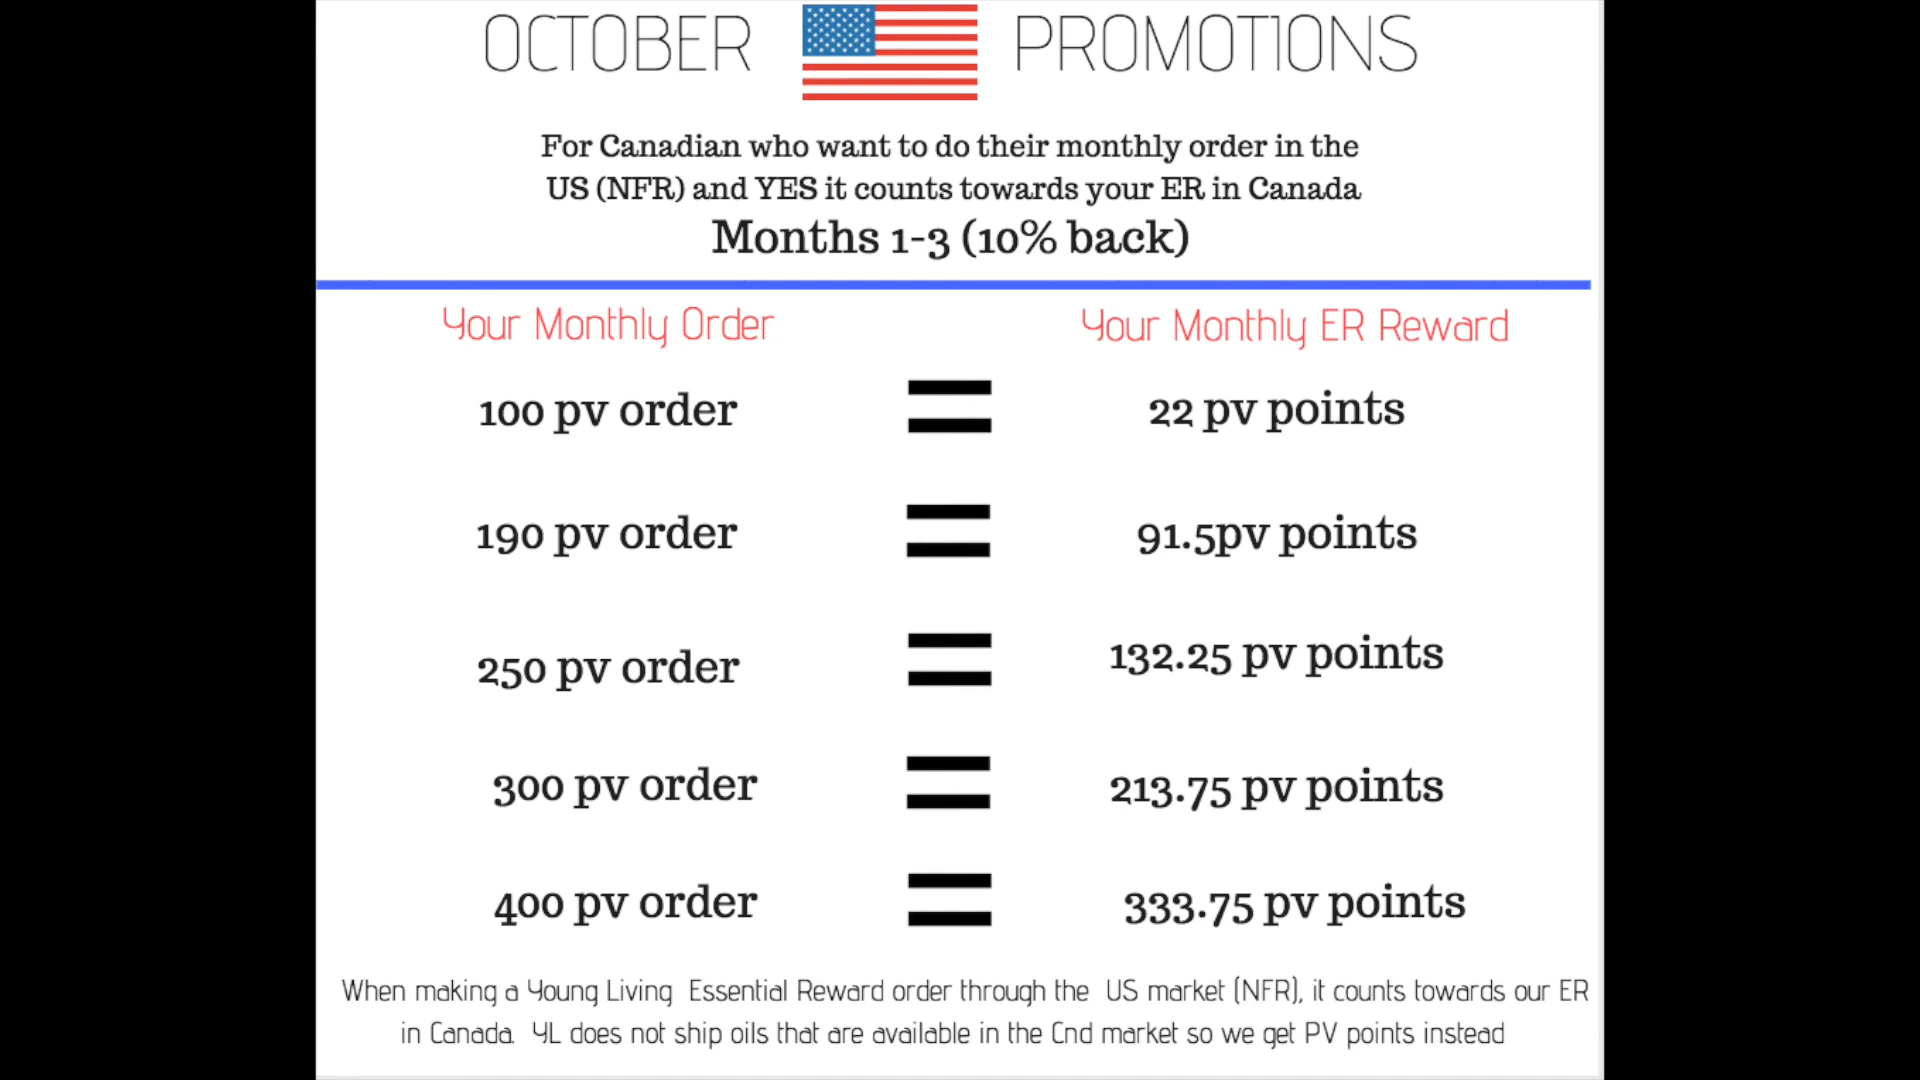 OCTOBER PROMOTIONS
For Canadian who want to do their monthly order in the
US (NFR) and YES it counts towards your ER in Canada
Months 1-3 (10% back)
Your Monthly Order Your Monthly ER Reward
100 pv order = 22 pv points
190 pv order = 91.5pv points
250 pv order = 132.25 pv points
300 pv order = 213.75 pv points
400 pv order = 333.75 pv points
When making a Young Living Essential Reward order through the US market (NFR), it counts towards our ER
in Canada. YL does not ship oils that are available in the Cnd market so we get PV points instead